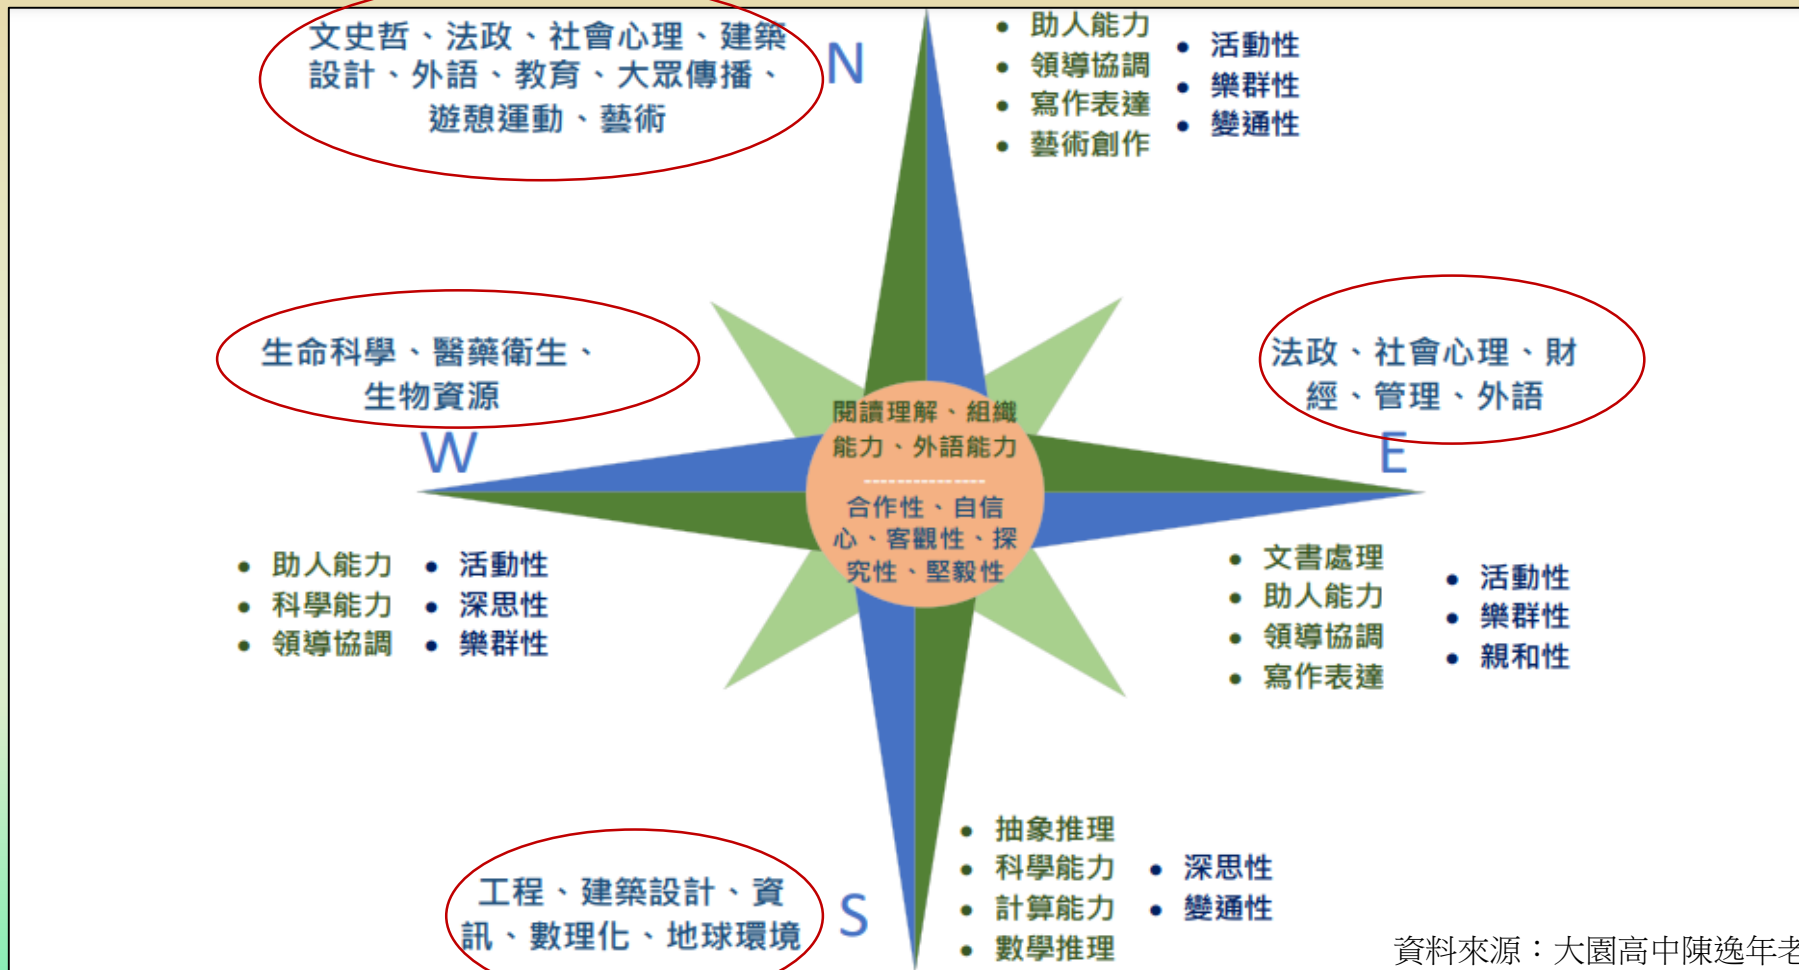 文史哲、法政、社會心理、建築
設計、外語、教育、大眾傳播、
遊憩運動、藝術
N
助人能力
領導協調
寫作表達
藝術創作
活動性
樂群性
變通性
生命科學、醫藥衛生、
生物資源
W
法政、社會心理、財
經、管理、外語
E
閱讀理解、組織
能力、外語能力
---------------
合作性、自信
心、客觀性、探
究性、堅毅性
助人能力
科學能力
領導協調
活動性
深思性
樂群性
文書處理
助人能力
領導協調
寫作表達
活動性
樂群性
親和性
工程、建築設計、資
訊、數理化、地球環境
S
抽象推理
科學能力
計算能力
數學推理
深思性
變通性
資料來源：大園高中陳逸年老